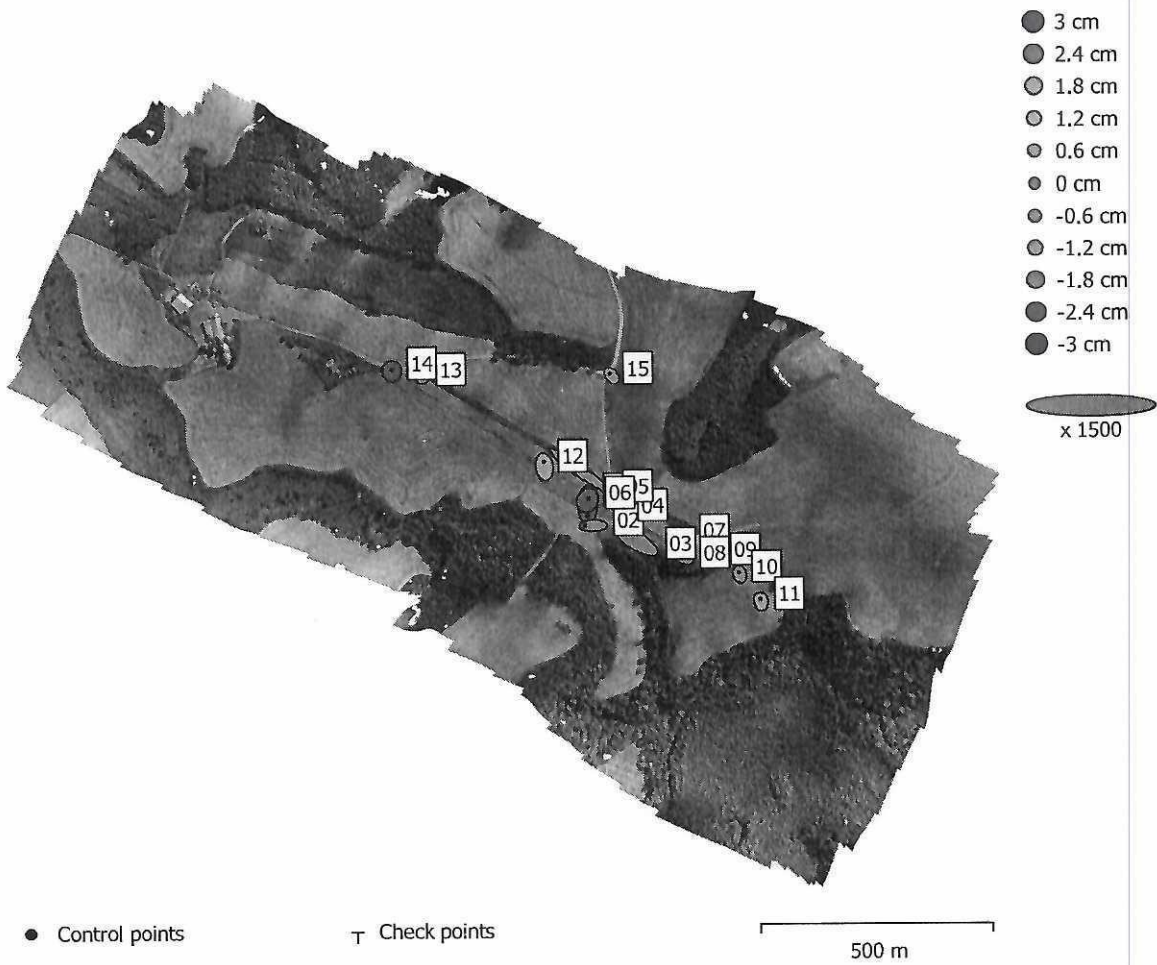 3 cm
2.4 cm
1.8 cm
1.2 cm
0.6 cm
0 cm
-0.6 cm
-1.2 cm
-1.8 cm
-2.4 cm
-3 cm
x 1500
14
13
15
12
06
04
02
07
03
08
09
10
11
Control points
Check points
500 m